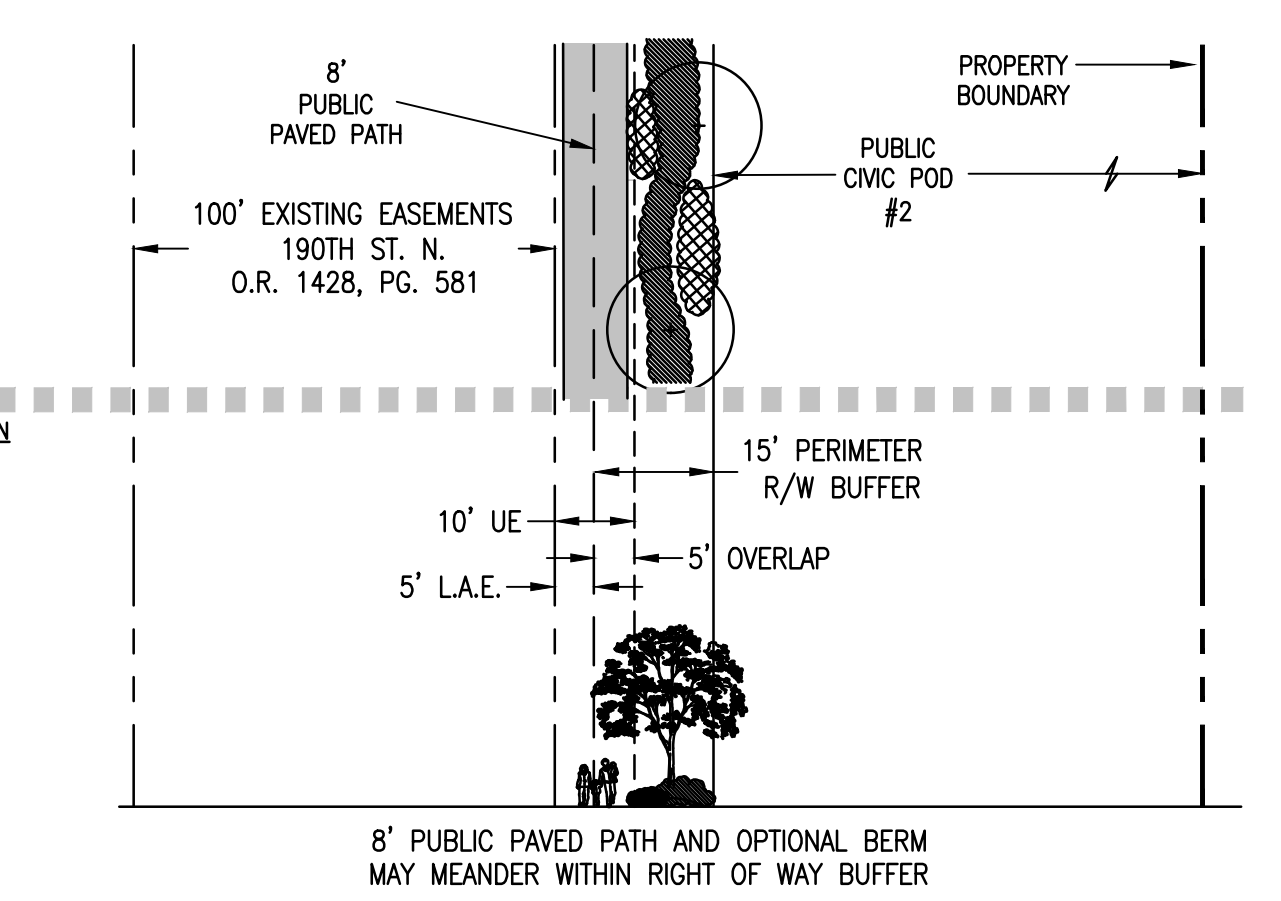 8'
PUBLIC
PAVED PATH
PROPERTY
BOUNDARY
PUBLIC
CIVIC POD
#2
100' EXISTING EASEMENTS
190TH ST. N.
O.R. 1428, PG. 581
N
15' PERIMETER
R/W BUFFER
10' UE
5' OVERLAP
5' L.A.E.
8' PUBLIC PAVED PATH AND OPTIONAL BERM
MAY MEANDER WITHIN RIGHT OF WAY BUFFER